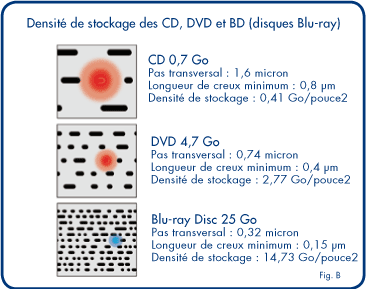 Densité de stockage des CD, DVD et BD (disques Blu-ray)
CD 0,7 Go
Pas transversal : 1,6 micron
Longueur de creux minimum : 0,8 µm
Densité de stockage : 0,41 Go/pouce2
DVD 4,7 Go
Pas transversal : 0,74 micron
Longueur de creux minimum : 0,4 µm
Densité de stockage : 2,77 Go/pouce2
Blu-ray Disc 25 Go
Pas transversal : 0,32 micron
Longueur de creux minimum : 0,15 µm
Densité de stockage : 14,73 Go/pouce2
Fig. B